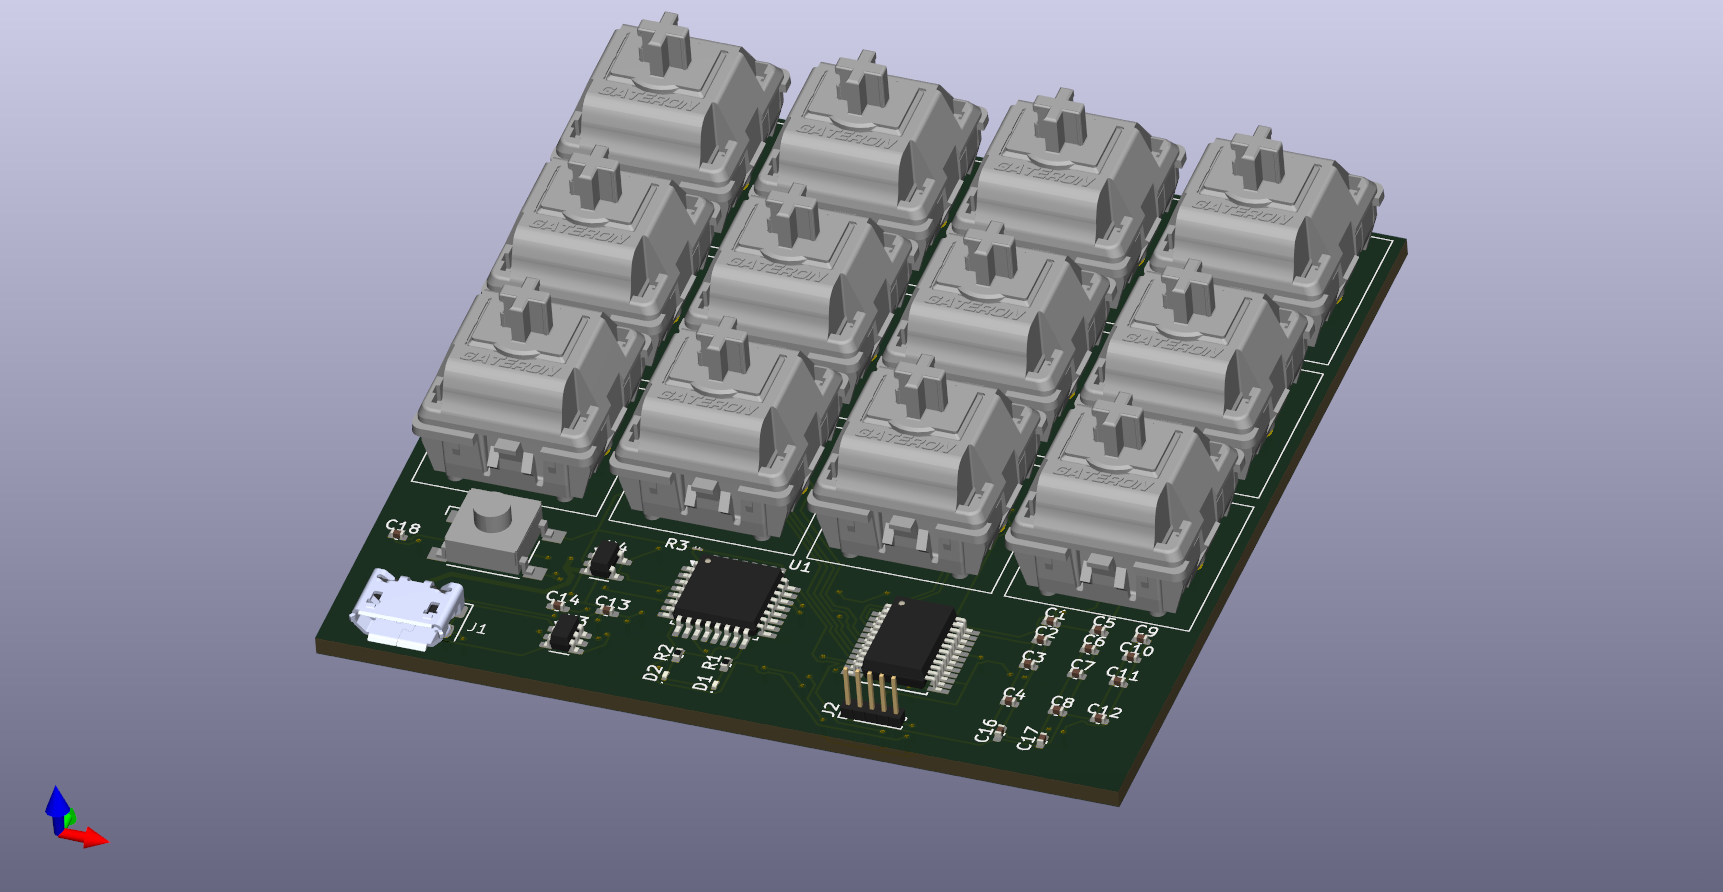 GATERON
GATERON
GATERON
GATERON
GATERON
GATERON
GATERON
GATERON
GATERON
GATERON
GATERON
GATERON
C18
R3
U1
C14
C13
J1
R2
R1
D2
D1
J2
C1
C2
C3
C4
C5
C6
C7
C8
C9
C10
C11
C12
C16
C17